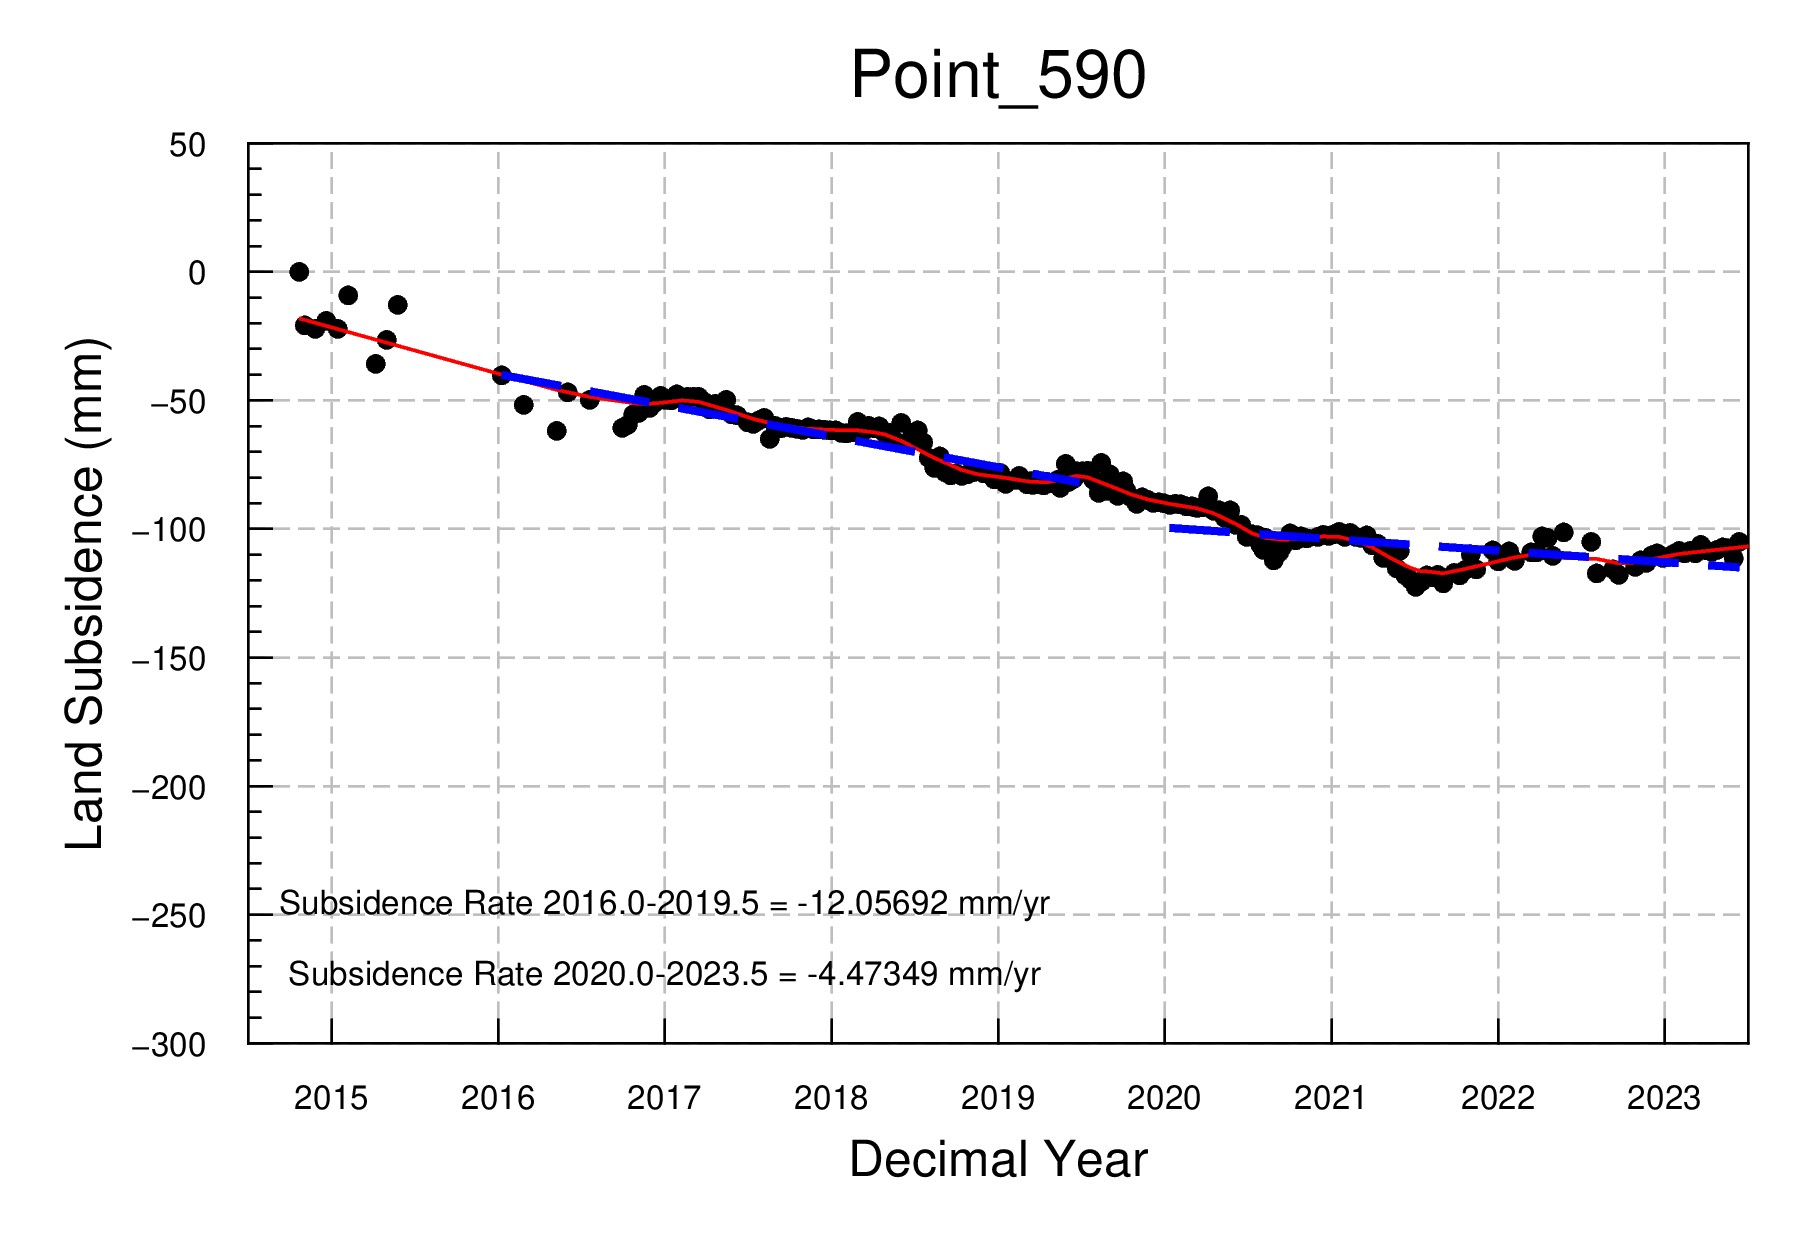 Point_590
50
0
−50
−100
−150
−200
−250
−300
Land Subsidence (mm)
Subsidence Rate 2016.0-2019.5 = -12.05692 mm/yr
Subsidence Rate 2020.0-2023.5 = -4.47349 mm/yr
2015 2016 2017 2018 2019 2020 2021 2022 2023
Decimal Year